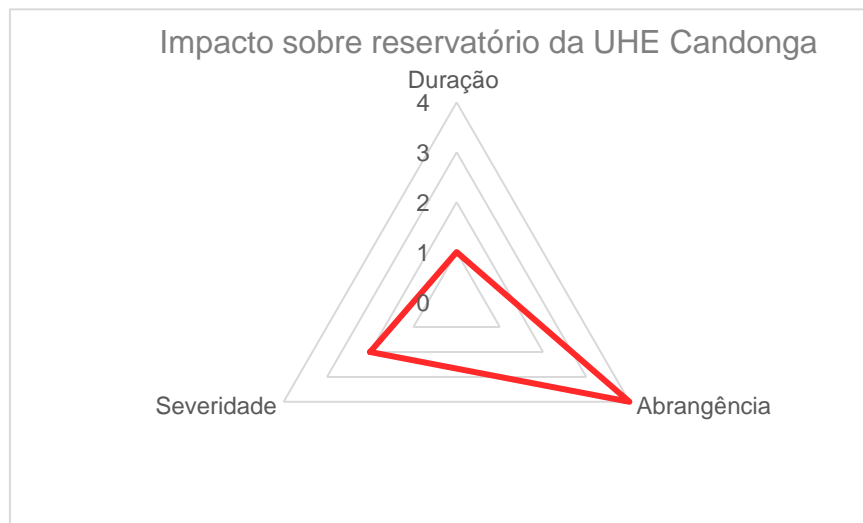 Impacto sobre reservatório da UHE Candonga
Duração
4
3
2
1
0
Severidade
Abrangência